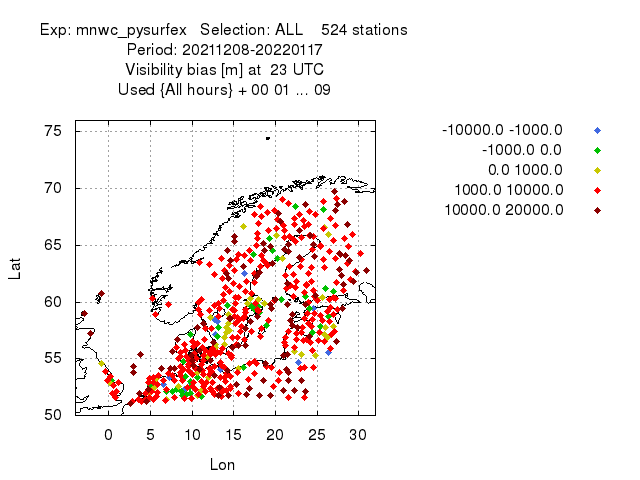 Exp: mnwc_pysurfex   Selection: ALL    524 stations
Period: 20211208-20220117
Visibility bias [m] at  23 UTC
Used {All hours} + 00 01 ... 09
-10000.0 -1000.0
-1000.0 0.0
0.0 1000.0
1000.0 10000.0
10000.0 20000.0
75
70
65
60
55
50
Lat
0 5 10 15 20 25 30
Lon